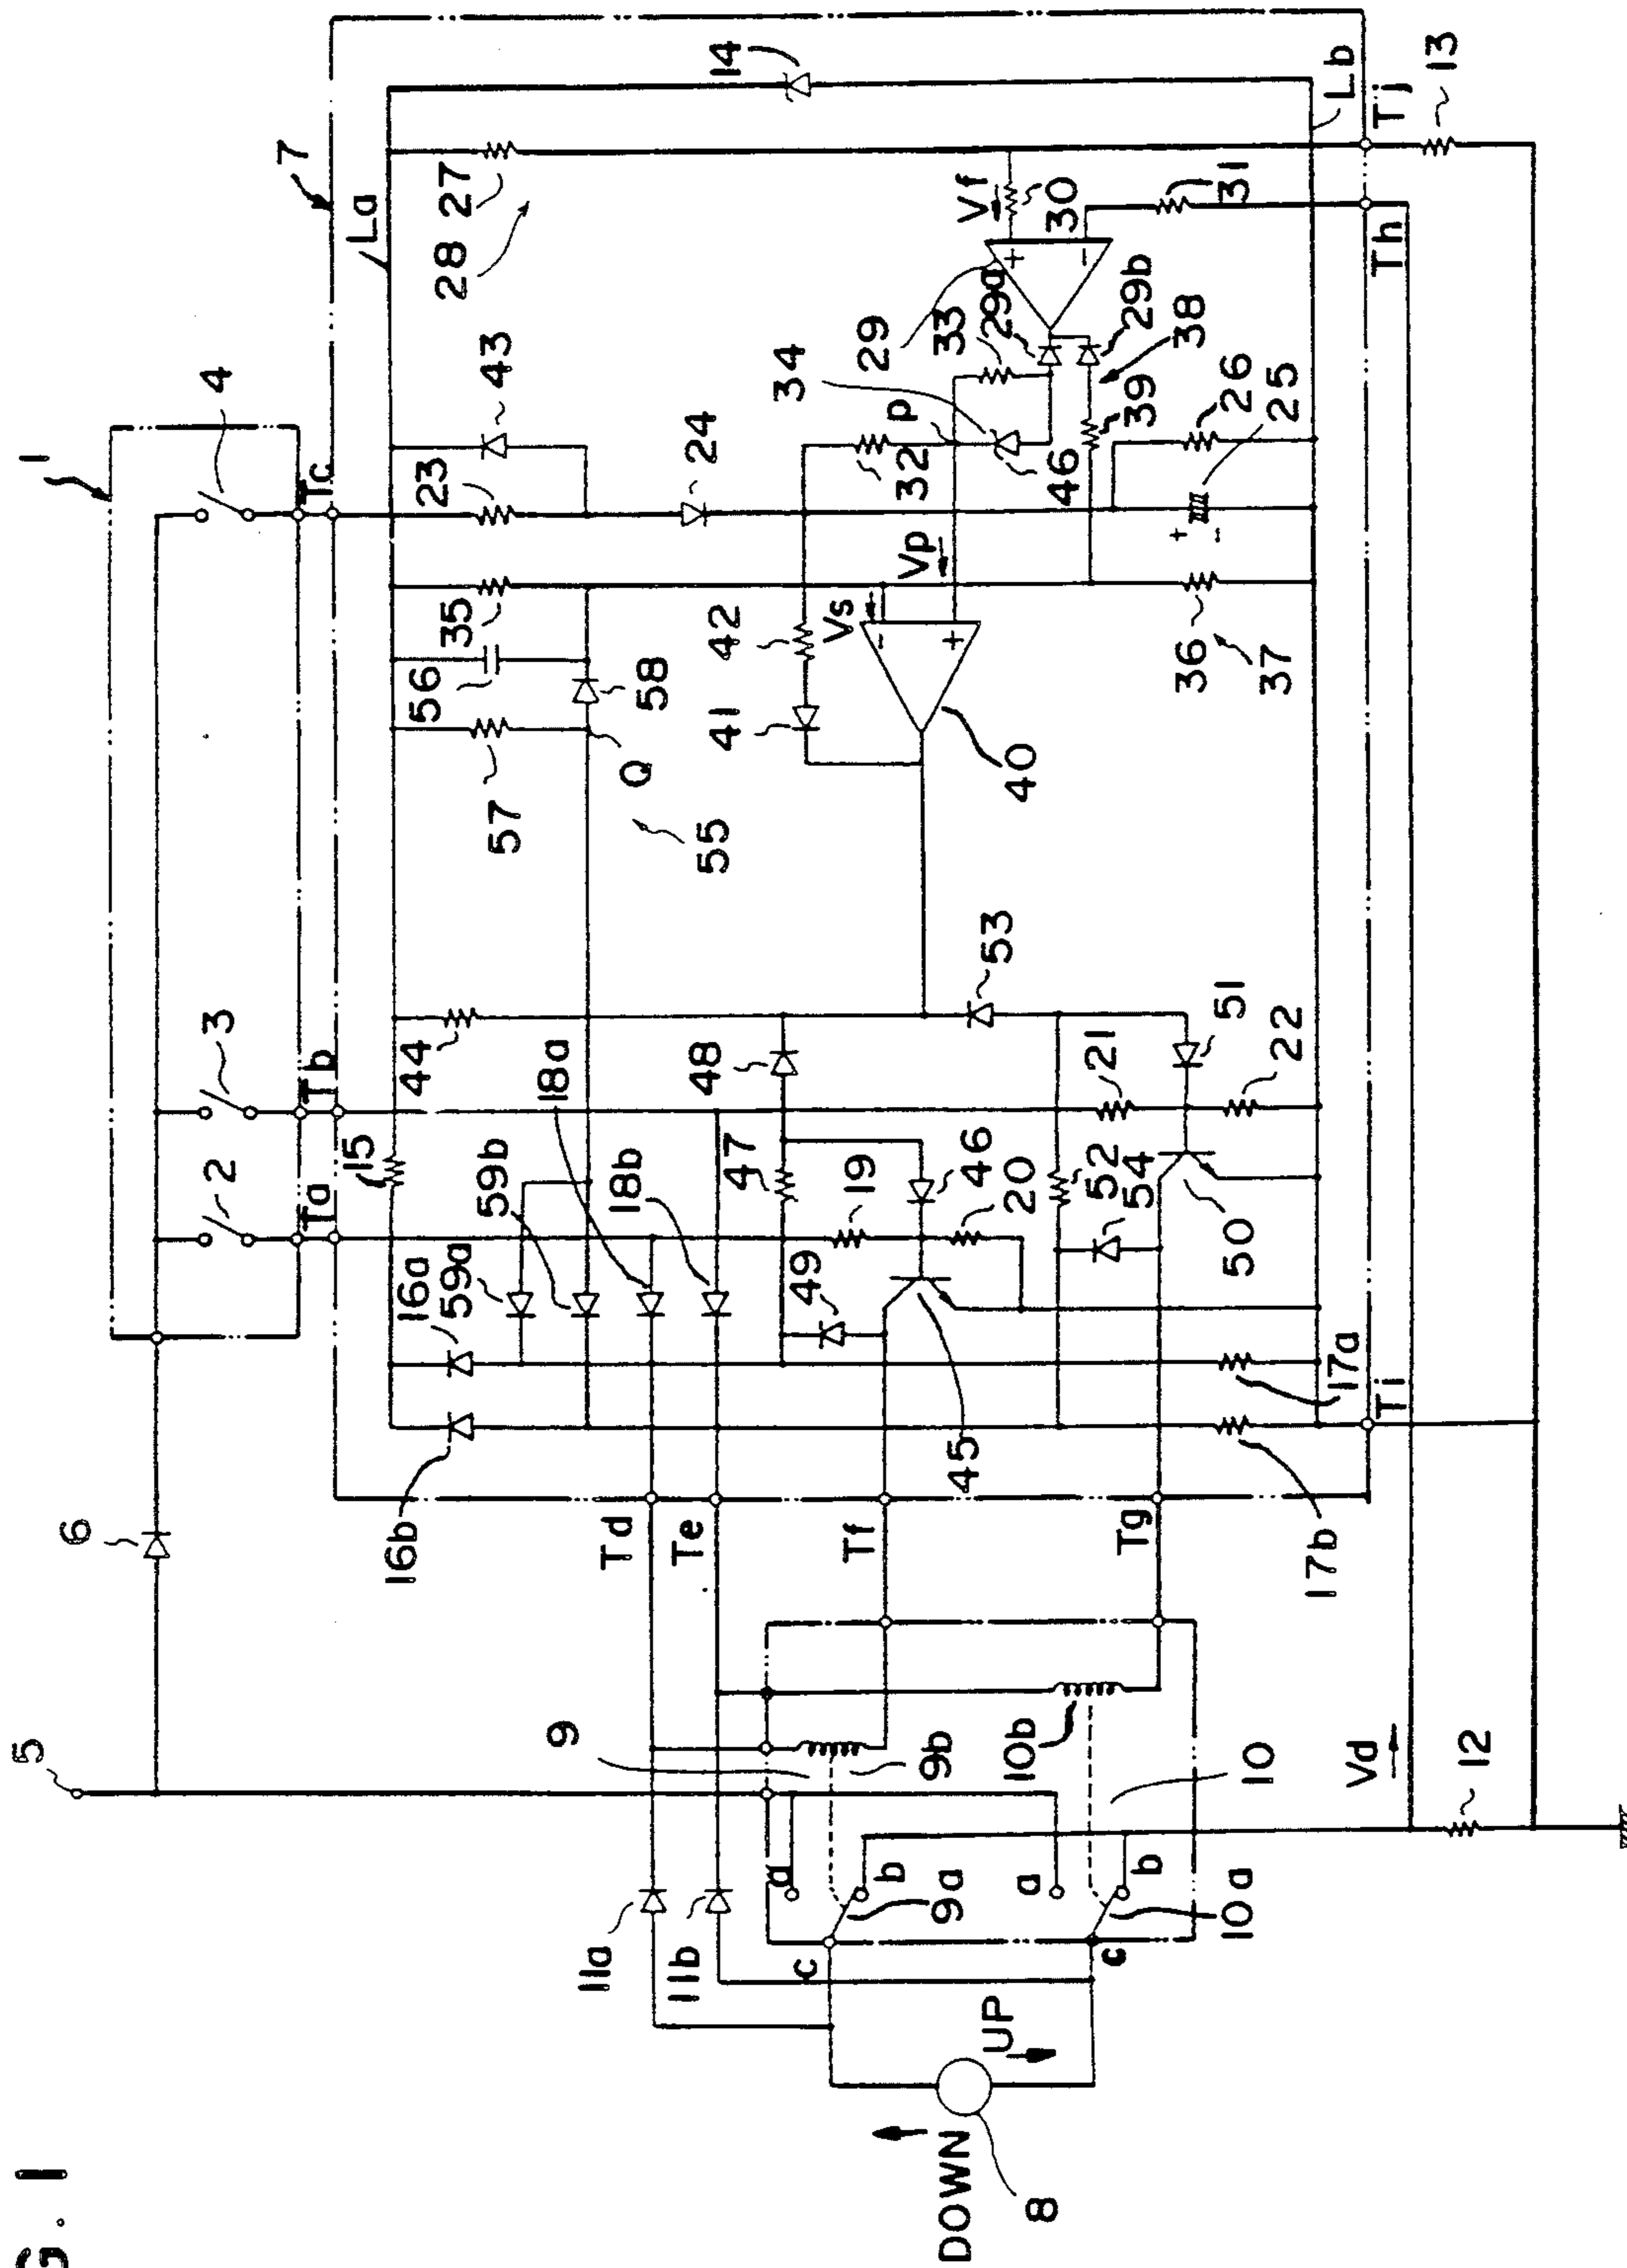 G. 1
1
2
3
4
5
6
7
Ta
Tb
Tc
La
14
Lb
Tj
13
27
28
Vf
30
31
Th
29
29a
29b
33
34
38
39
43
23
24
P
32
46
26
25
+
-
Vp
Vs
35
56
57
58
Q
55
42
41
40
+
-
+
-
36
37
15
44
48
53
51
21
22
47
19
46
20
52
54
50
49
45
16a
59a
59b
18a
18b
16b
17a
17b
Ti
Td
Te
Tf
Tg
9
9b
10b
10
Vd
12
11a
11b
a
b
c
9a
a
b
c
10a
UP
DOWN
8